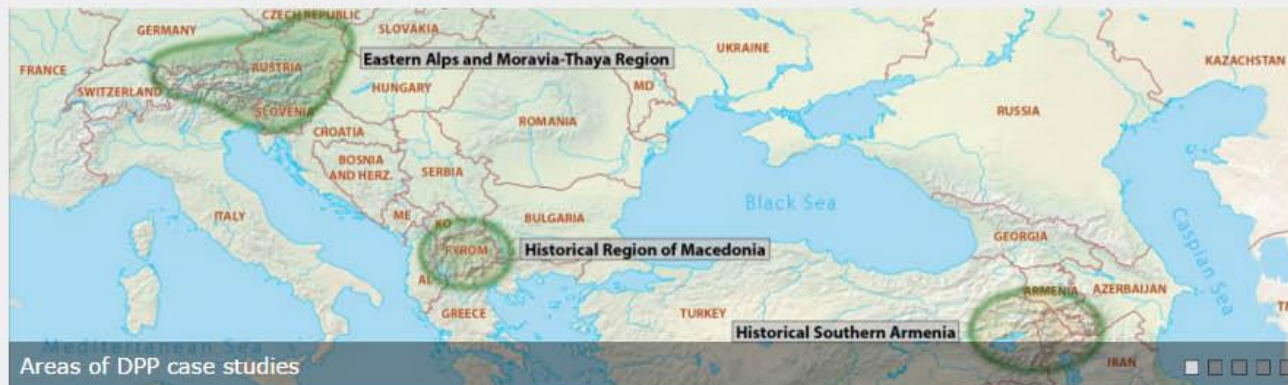 CZECH REPUBLIC
GERMANY
SLOVAKIA
UKRAINE
Eastern Alps and Moravia-Thaya Region
FRANCE
AUSTRIA
KAZACHSTAN
SWITZERLAND
HUNGARY
MD
SLOVENIA
RUSSIA
ROMANIA
CROATIA
BOSNIA
AND HERZ.
SERBIA
Black Sea
ITALY
ME
KO
BULGARIA
Caspian Sea
GEORGIA
FYROM
Historical Region of Macedonia
AL
ARMENIA
AZERBAIJAN
GREECE
TURKEY
Historical Southern Armenia
Mediterranean Sea
IRAN
Areas of DPP case studies